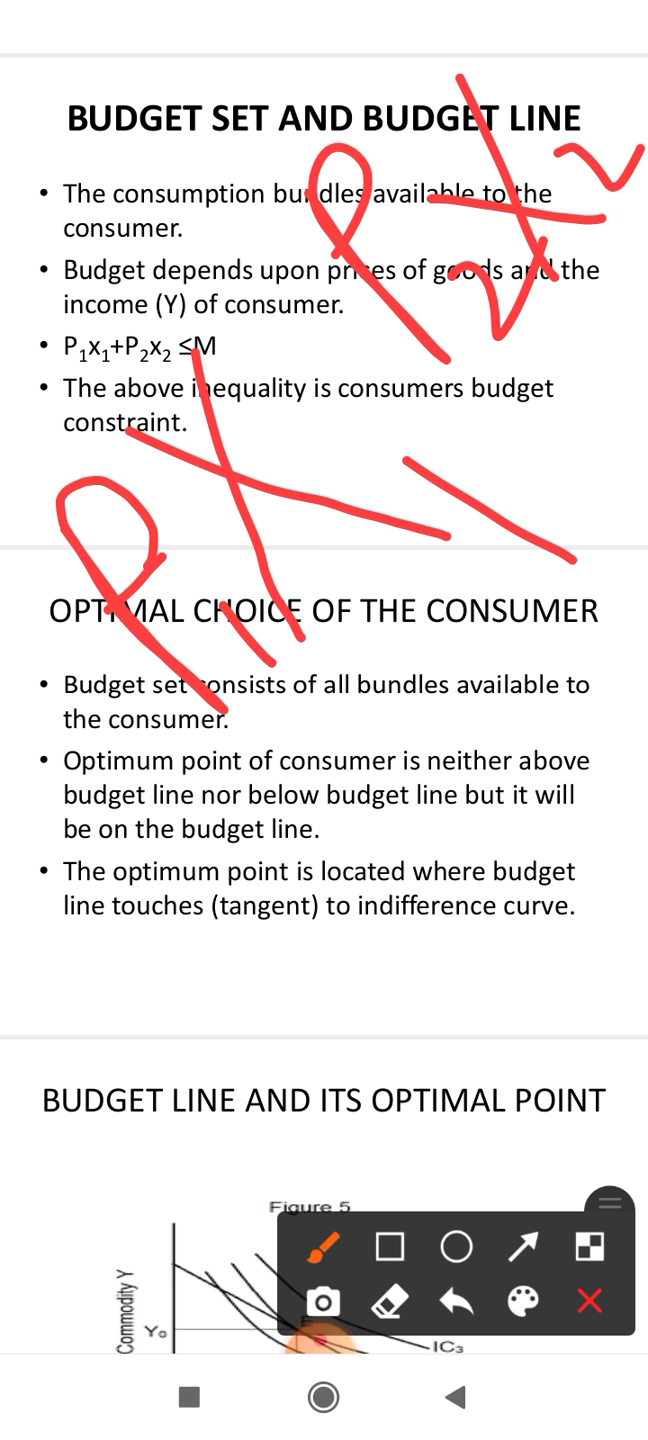 BUDGET SET AND BUDGET LINE
• The consumption bundles available to the
consumer.
• Budget depends upon prices of goods and the
income (Y) of consumer.
• P₁x₁+P₂x₂ ≤M
• The above inequality is consumers budget
constraint.
P₂X₂
P₁X₁
OPTIMAL CHOICE OF THE CONSUMER
• Budget set consists of all bundles available to
the consumer.
• Optimum point of consumer is neither above
budget line nor below budget line but it will
be on the budget line.
• The optimum point is located where budget
line touches (tangent) to indifference curve.
BUDGET LINE AND ITS OPTIMAL POINT
Figure 5
Commodity Y
Y₀
E
IC₃